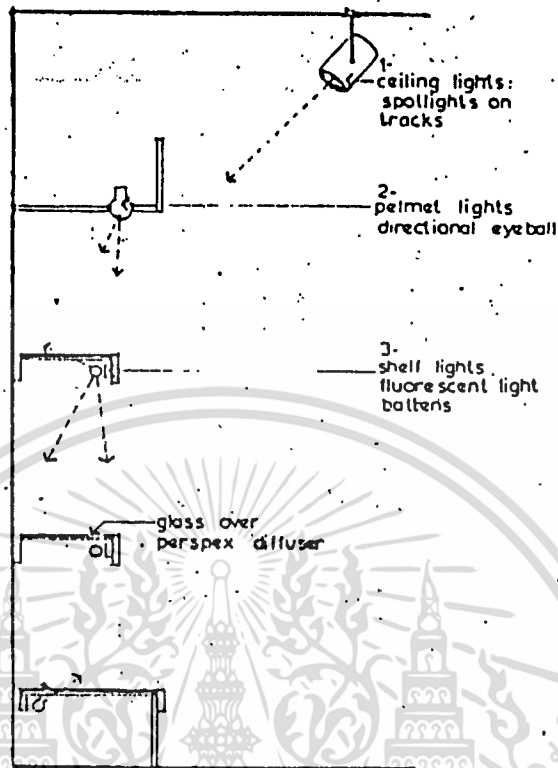 1-
ceiling lights:
spotlights on
tracks
2-
pelmet lights
directional eyeball
3-
shelf lights.
fluorescent light
battens
glass over
perspex diffuser